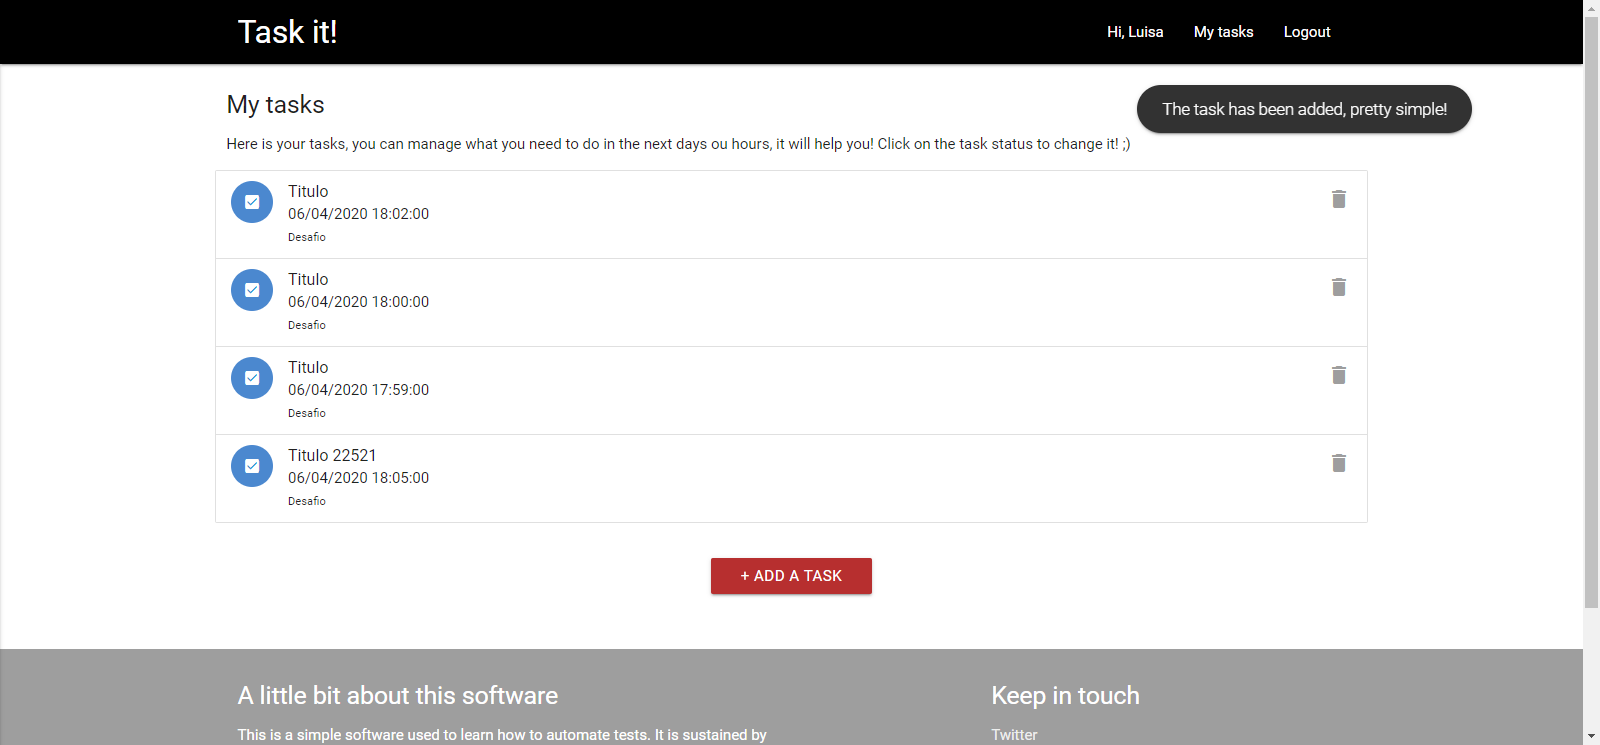 Task it!
Hi, Luisa
My tasks
Logout
My tasks
The task has been added, pretty simple!
Here is your tasks, you can manage what you need to do in the next days ou hours, it will help you! Click on the task status to change it! ;)
Titulo
06/04/2020 18:02:00
Desafio
Titulo
06/04/2020 18:00:00
Desafio
Titulo
06/04/2020 17:59:00
Desafio
Titulo 22521
06/04/2020 18:05:00
Desafio
+ ADD A TASK
A little bit about this software
Keep in touch
This is a simple software used to learn how to automate tests. It is sustained by
Twitter